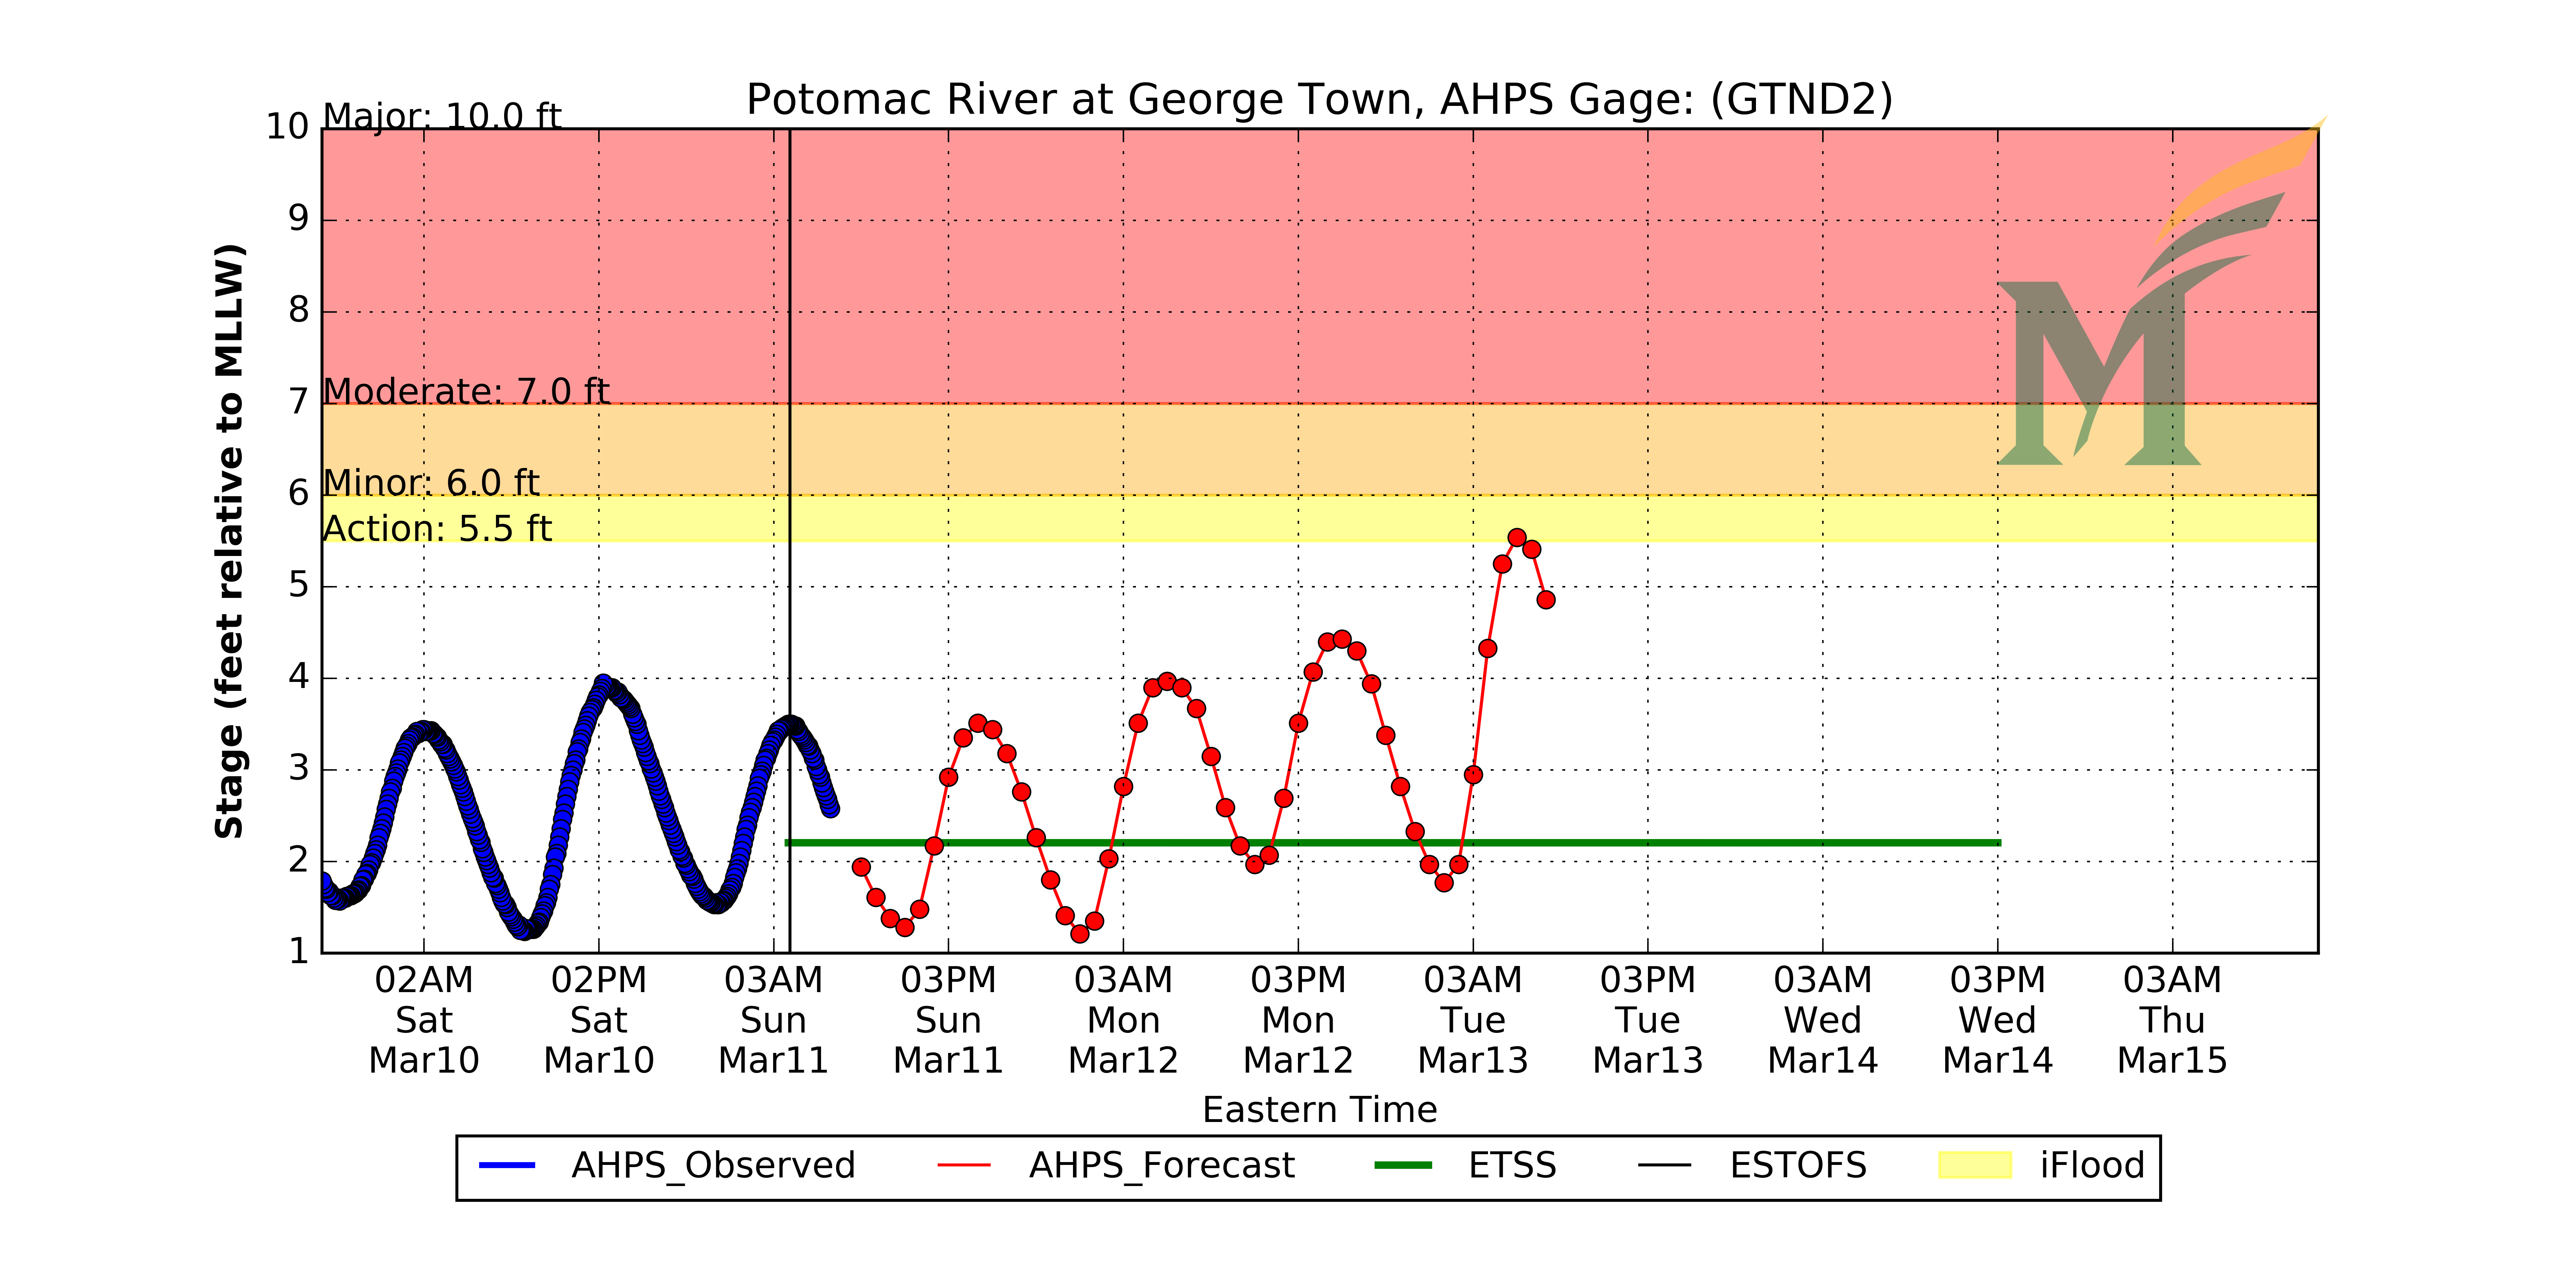 Potomac River at George Town, AHPS Gage: (GTND2)
Major: 10.0 ft
Moderate: 7.0 ft
Minor: 6.0 ft
Action: 5.5 ft
Stage (feet relative to MLLW)
10
9
8
7
6
5
4
3
2
1
02AM Sat Mar10
02PM Sat Mar10
03AM Sun Mar11
03PM Sun Mar11
03AM Mon Mar12
03PM Mon Mar12
03AM Tue Mar13
03PM Tue Mar13
03AM Wed Mar14
03PM Wed Mar14
03AM Thu Mar15
Eastern Time
AHPS_Observed
AHPS_Forecast
ETSS
ESTOFS
iFlood
M